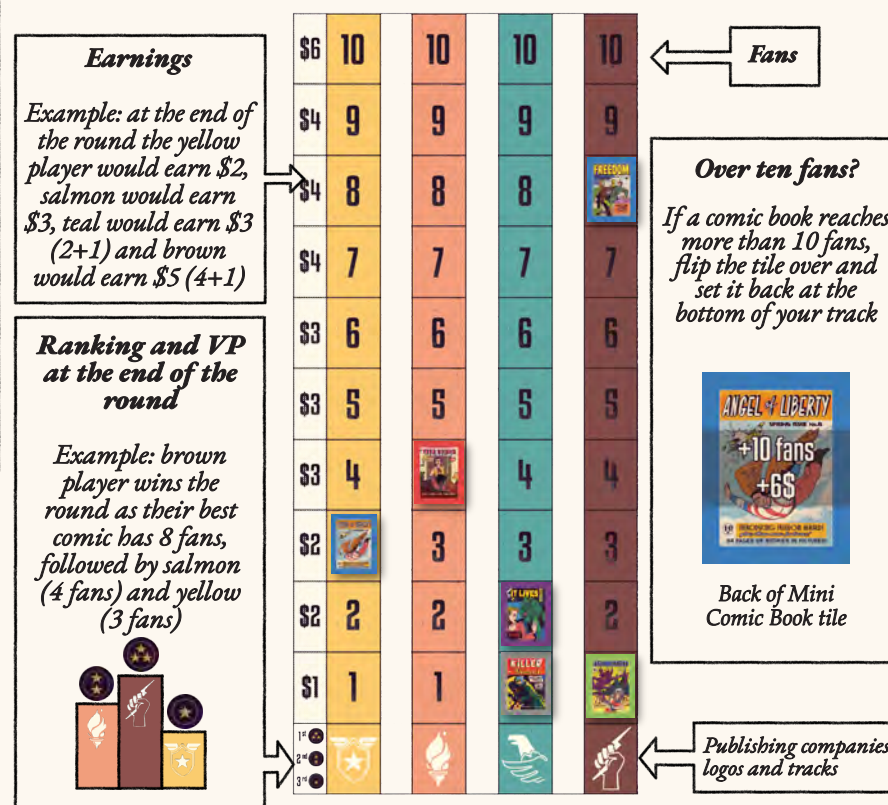 Earnings
Example: at the end of
the round the yellow
player would earn $2,
salmon would earn
$3, teal would earn $3
(2+1) and brown
would earn $5 (4+1)
Ranking and VP
at the end of the
round
Example: brown
player wins the
round as their best
comic has 8 fans,
followed by salmon
(4 fans) and yellow
(3 fans)
$6 10 10 10 10
$4 9 9 9 9
$4 8 8 8 FREEDOM
$4 7 7 7 7
$3 6 6 6 6
$3 5 5 5 5
$3 4 4 4
$2 3 3 3
$2 2 2 IT LIVES! 2
$1 1 1 KILLER
1st
2nd
3rd
Fans
Over ten fans?
If a comic book reaches
more than 10 fans,
flip the tile over and
set it back at the
bottom of your track
ANGEL of LIBERTY
+10 fans
+6$
Back of Mini
Comic Book tile
Publishing companies
logos and tracks